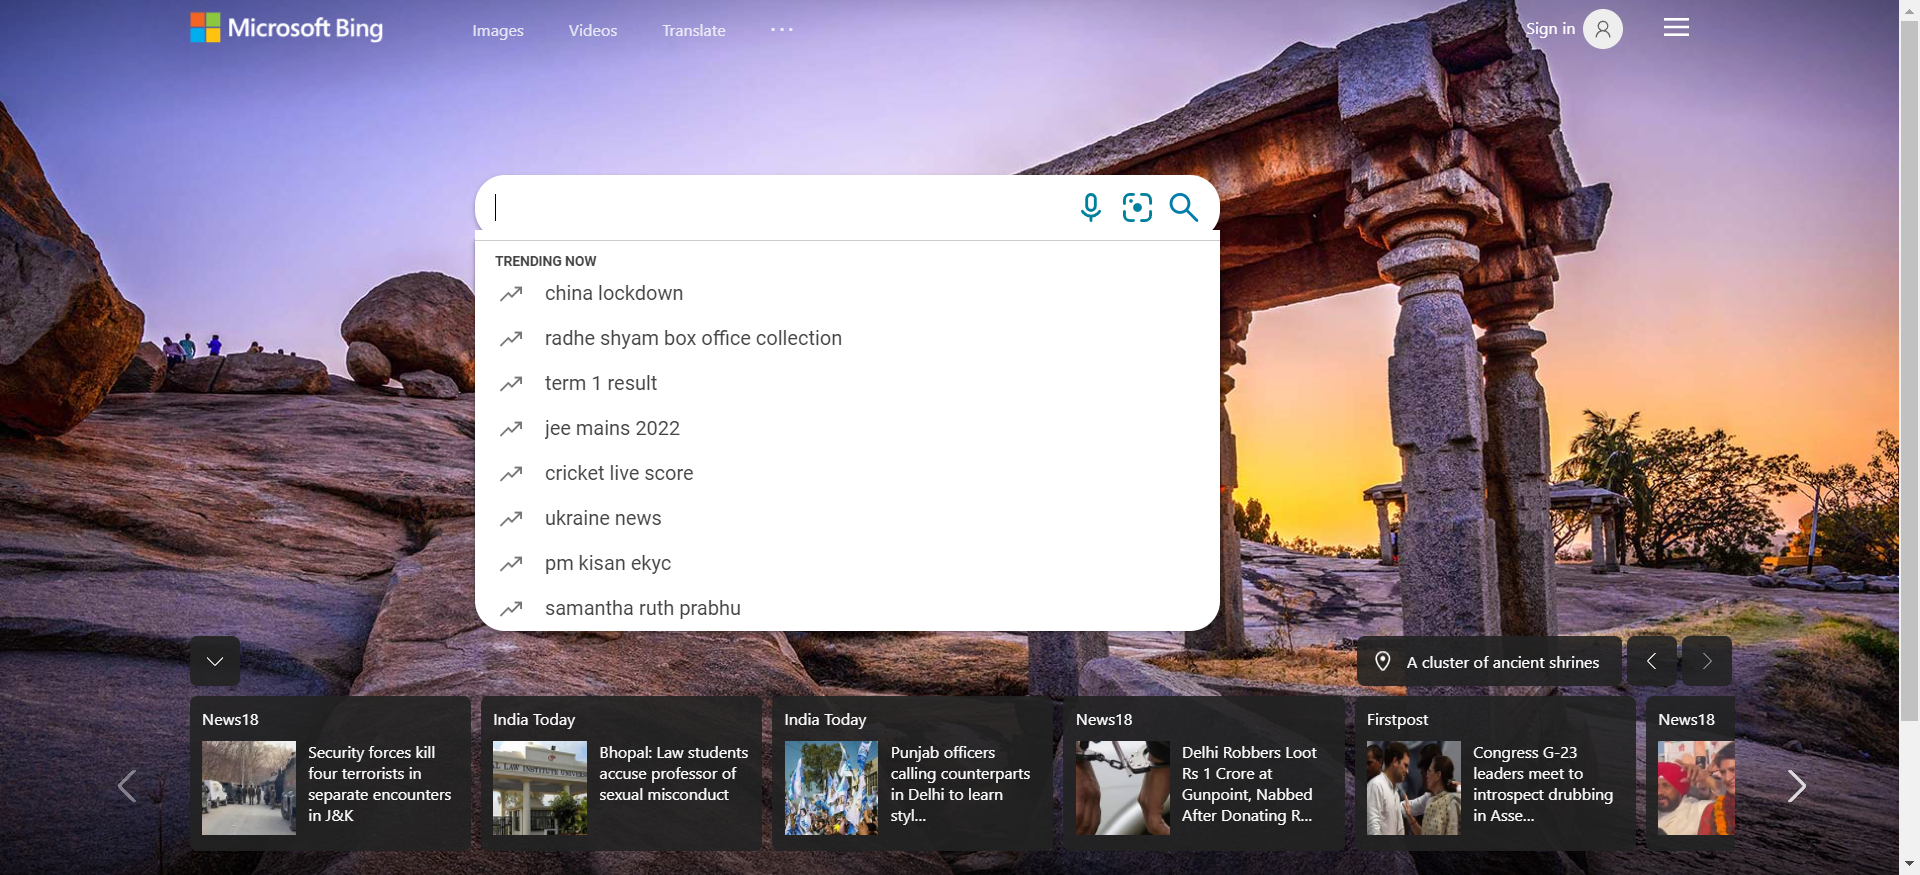 Microsoft Bing
Images
Videos
Translate
Sign in
TRENDING NOW
china lockdown
radhe shyam box office collection
term 1 result
jee mains 2022
cricket live score
ukraine news
pm kisan ekyc
samantha ruth prabhu
A cluster of ancient shrines
News18
Security forces kill
four terrorists in
separate encounters
in J&K
India Today
Bhopal: Law students
accuse professor of
sexual misconduct
India Today
Punjab officers
calling counterparts
in Delhi to learn
styl...
News18
Delhi Robbers Loot
Rs 1 Crore at
Gunpoint, Nabbed
After Donating R...
Firstpost
Congress G-23
leaders meet to
introspect drubbing
in Asse...
News18